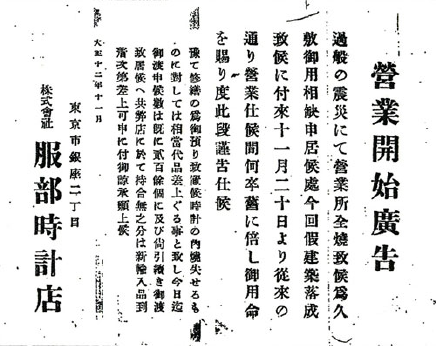 營業開始廣告
過般の震災にて營業所全燒致候爲久
敷御用相缺申居候處今回假建築落成
致候に付來十一月二十日より從來の
通り營業仕候間何卒舊に倍し御用命
を賜り度此段謹告仕候
豫て修繕の爲御預り致置候時計の內燒失せるも
のに對しては相當代品差上ぐる事と致し今日迄
御渡申候數は既に貳百餘個に及び尙引續き御渡
致居候へ共弊店に於て持合無之分は新輸入品到
着次第差上可申に付御諒承願上候
大正十二年十一月
東京市銀座二丁目
株式會社 服部時計店